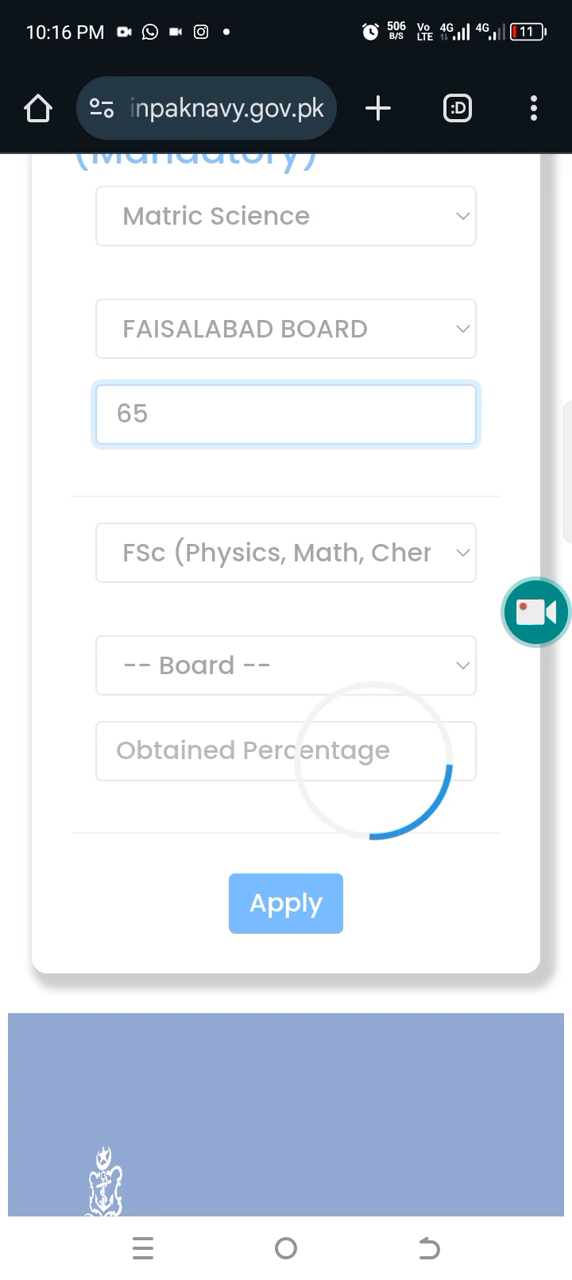 10:16 PM
506
B/S
Vo
LTE
4G
4G
11
inpaknavy.gov.pk
:D
(Mandatory)
Matric Science
FAISALABAD BOARD
65
FSc (Physics, Math, Cher
-- Board --
Obtained Percentage
Apply